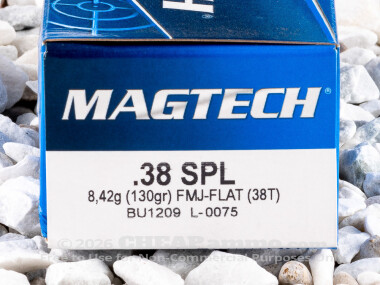 MAGTECH®
.38 SPL
8,42g (130gr) FMJ-FLAT (38T)
BU1209 L-0075